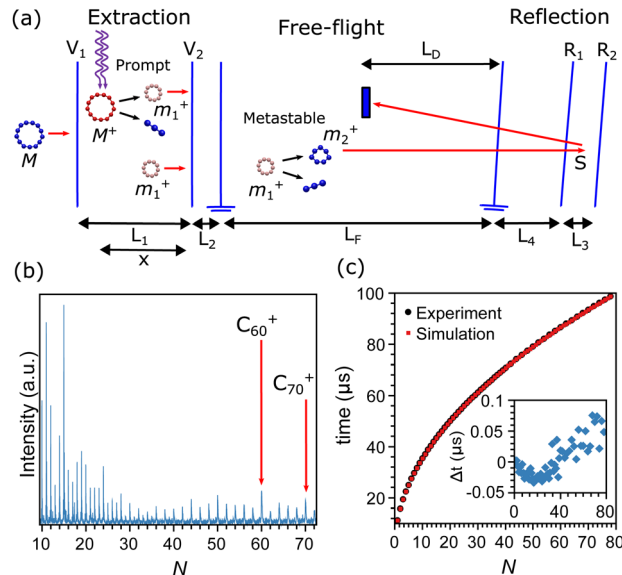 (a)
Extraction
Free-flight
Reflection
V1
V2
R1
R2
Prompt
LD
M
M+
m1+
m1+
Metastable
m2+
m1+
S
L1
L2
LF
L4
L3
x
(b)
(c)
Intensity (a.u.)
C60+
C70+
10 20 30 40 50 60 70
N
time (µs)
100
80
60
40
20
Experiment
Simulation
Δt (µs)
0.1
0.05
0
-0.05
0 40 80
0 10 20 30 40 50 60 70 80
N